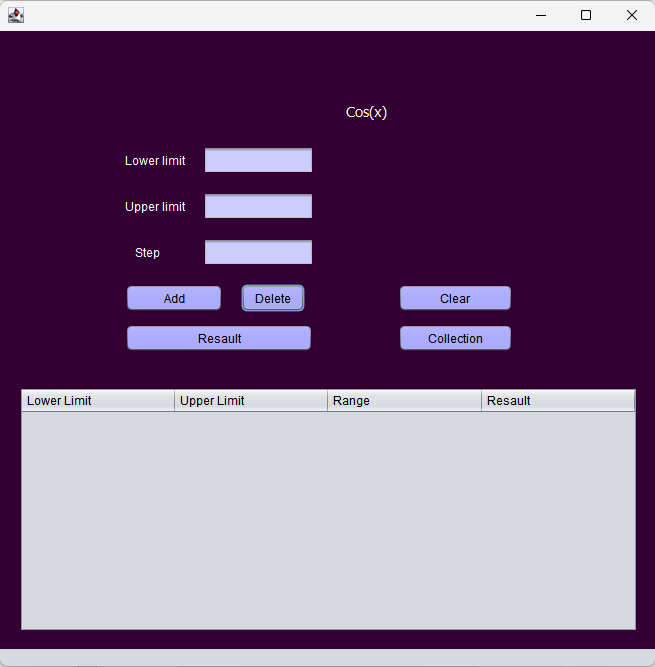 Cos(x)
Lower limit
Upper limit
Step
Add Delete Clear
Resault Collection
Lower Limit Upper Limit Range Resault